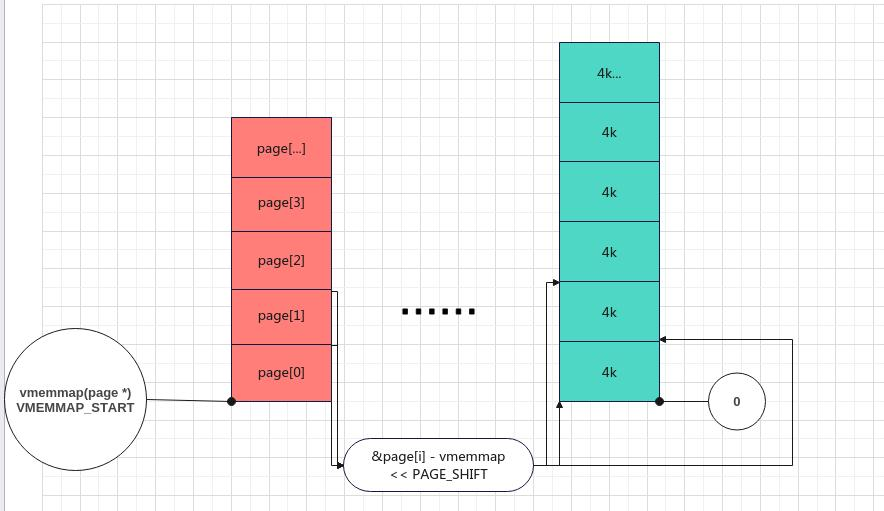 4k...
page[...]
4k
page[3]
4k
page[2]
4k
page[1]
4k
page[0]
4k
vmemmap(page *)
VMEMMAP_START
0
&page[i] - vmemmap
<< PAGE_SHIFT